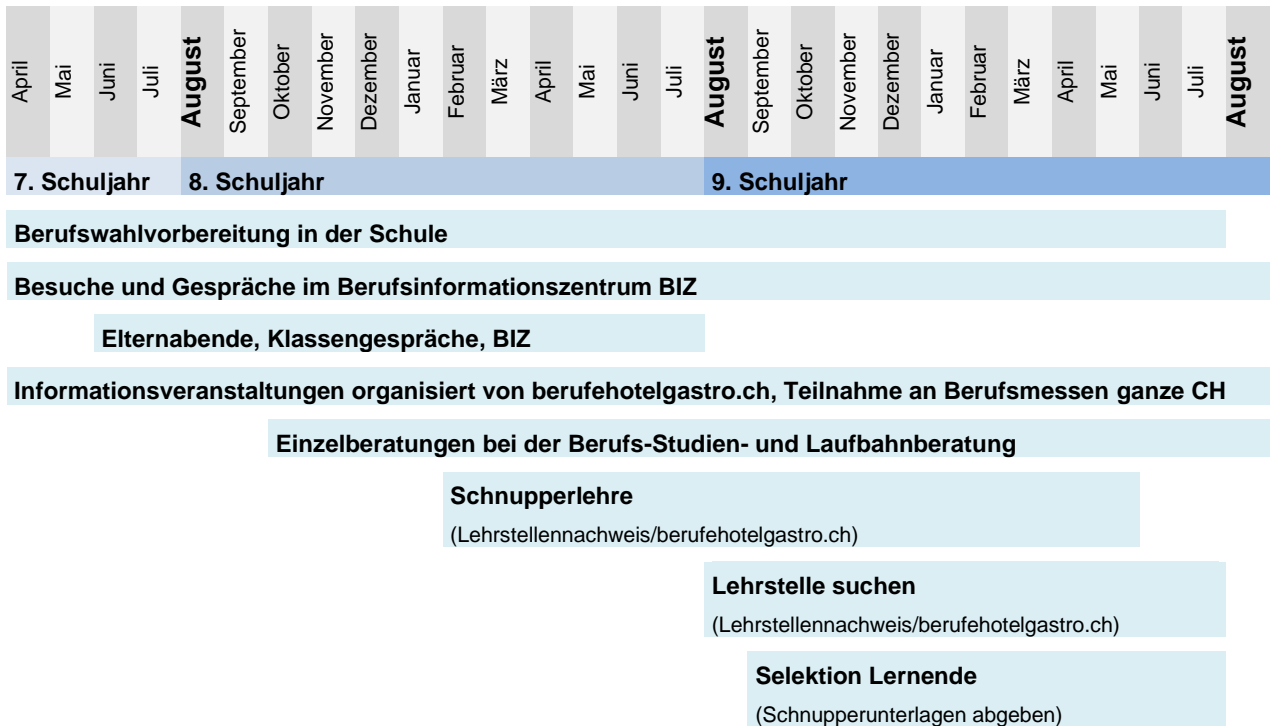 April Mai Juni Juli August September Oktober November Dezember Januar Februar März April Mai Juni Juli August September Oktober November Dezember Januar Februar März April Mai Juni Juli August
7. Schuljahr 8. Schuljahr 9. Schuljahr
Berufswahlvorbereitung in der Schule
Besuche und Gespräche im Berufsinformationszentrum BIZ
Elternabende, Klassengespräche, BIZ
Informationsveranstaltungen organisiert von berufehotelgastro.ch, Teilnahme an Berufsmessen ganze CH
Einzelberatungen bei der Berufs-Studien- und Laufbahnberatung
Schnupperlehre
(Lehrstellennachweis/berufehotelgastro.ch)
Lehrstelle suchen
(Lehrstellennachweis/berufehotelgastro.ch)
Selektion Lernende
(Schnupperunterlagen abgeben)